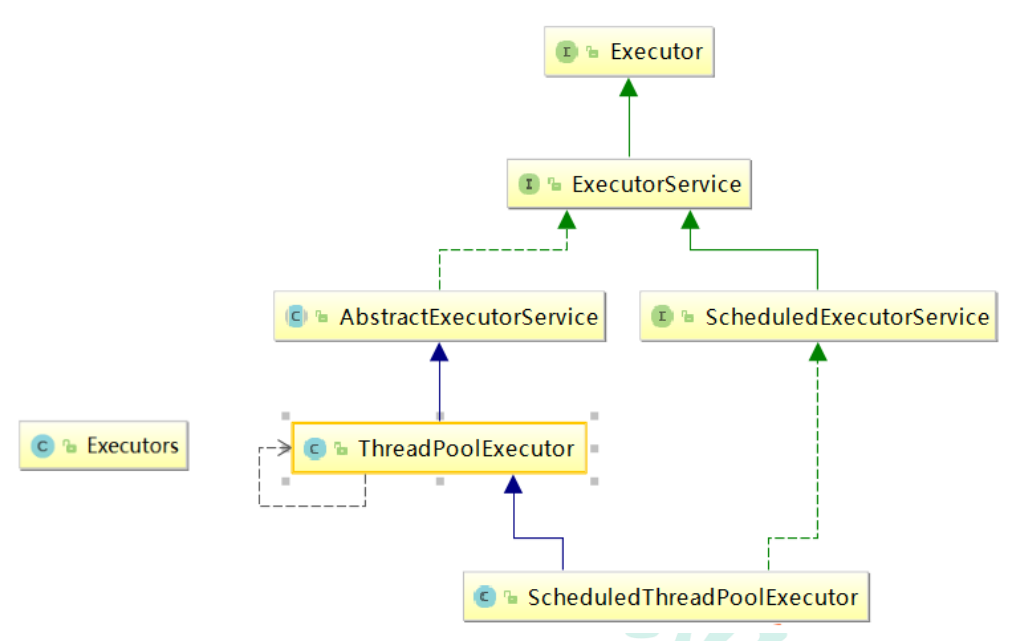 I Executor
I ExecutorService
C AbstractExecutorService
I ScheduledExecutorService
C Executors
C ThreadPoolExecutor
C ScheduledThreadPoolExecutor